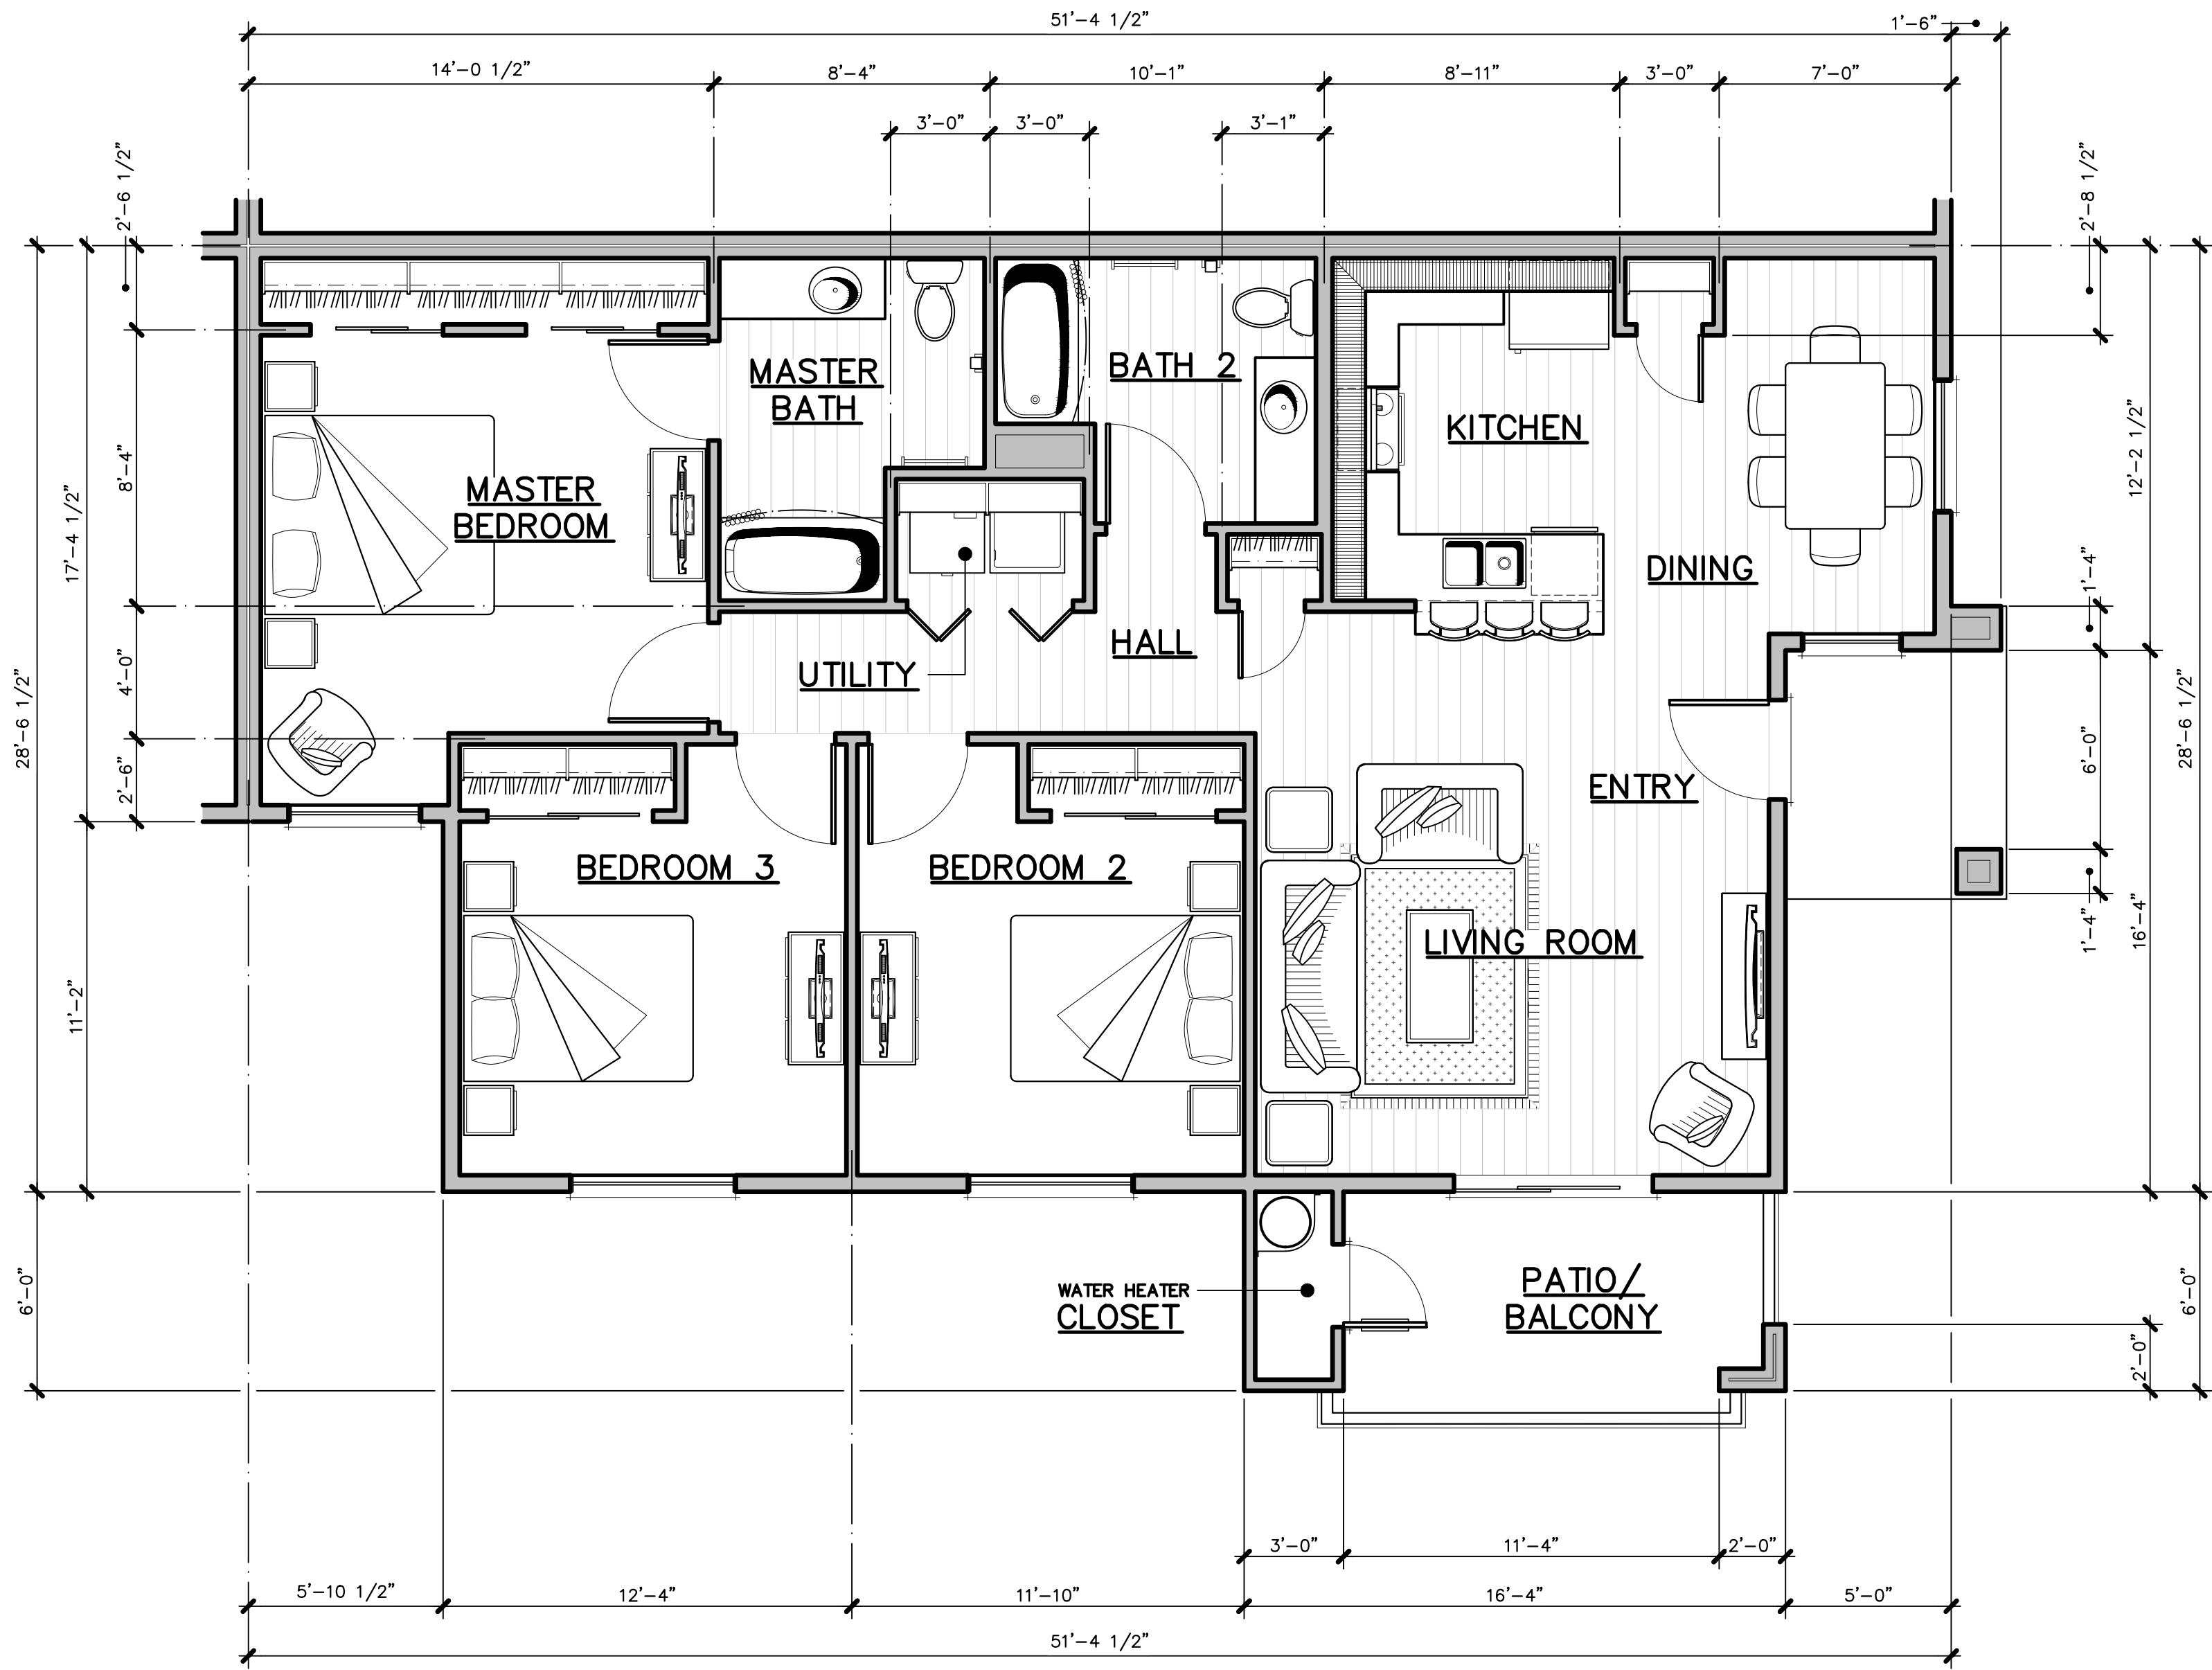 51'-4 1/2"
1'-6"
14'-0 1/2"
8'-4"
10'-1"
8'-11"
3'-0"
7'-0"
3'-0"
3'-0"
3'-1"
2'-6 1/2"
2'-8 1/2"
MASTER
BATH
BATH 2
KITCHEN
MASTER
BEDROOM
8'-4"
17'-4 1/2"
12'-2 1/2"
DINING
1'-4"
HALL
UTILITY
4'-0"
28'-6 1/2"
2'-6"
6'-0"
28'-6 1/2"
ENTRY
BEDROOM 3
BEDROOM 2
LIVING ROOM
1'-4"
16'-4"
11'-2"
6'-0"
WATER HEATER
CLOSET
PATIO/
BALCONY
6'-0"
2'-0"
3'-0"
11'-4"
2'-0"
5'-10 1/2"
12'-4"
11'-10"
16'-4"
5'-0"
51'-4 1/2"